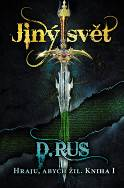 Jiný svět
D. Rus
Hraju, abych žil. Kniha I